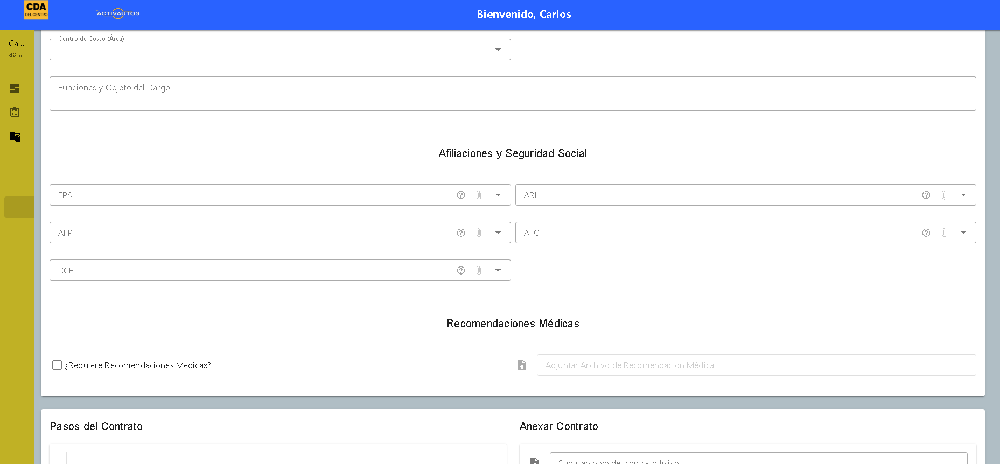 CDA
DEL CENTRO
ACTIVAUTOS
Bienvenido, Carlos
Ca...
ad...
Centro de Costo (Área)
Funciones y Objeto del Cargo
Afiliaciones y Seguridad Social
EPS
ARL
AFP
AFC
CCF
Recomendaciones Médicas
¿Requiere Recomendaciones Médicas?
Adjuntar Archivo de Recomendación Médica
Pasos del Contrato
Anexar Contrato
Subir archivo del contrato físico